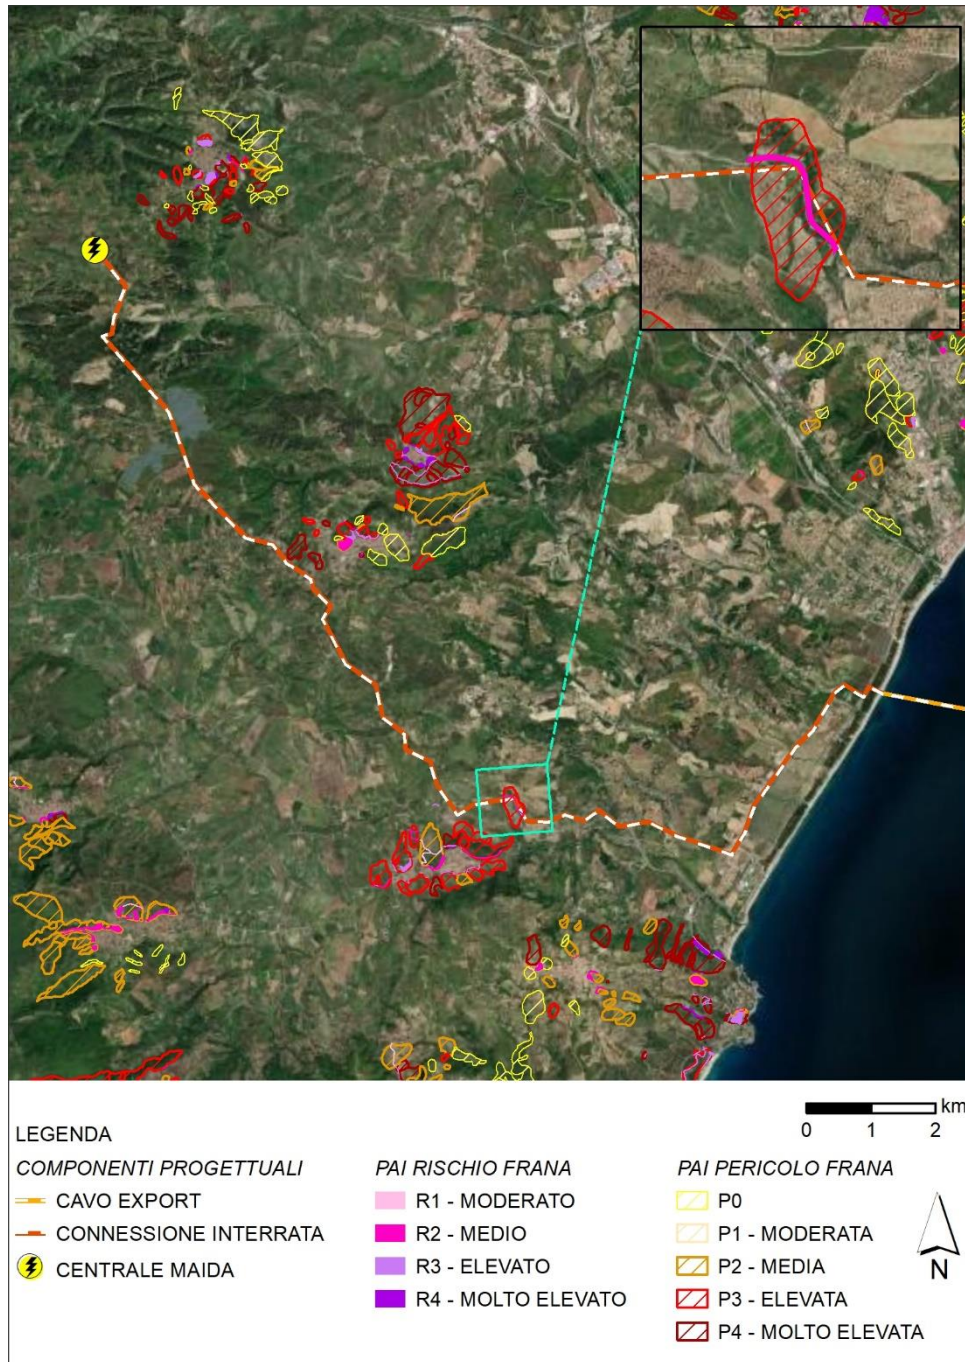 km
0 1 2
LEGENDA
COMPONENTI PROGETTUALI
CAVO EXPORT
CONNESSIONE INTERRATA
CENTRALE MAIDA
PAI RISCHIO FRANA
R1 - MODERATO
R2 - MEDIO
R3 - ELEVATO
R4 - MOLTO ELEVATO
PAI PERICOLO FRANA
P0
P1 - MODERATA
P2 - MEDIA
P3 - ELEVATA
P4 - MOLTO ELEVATA
N